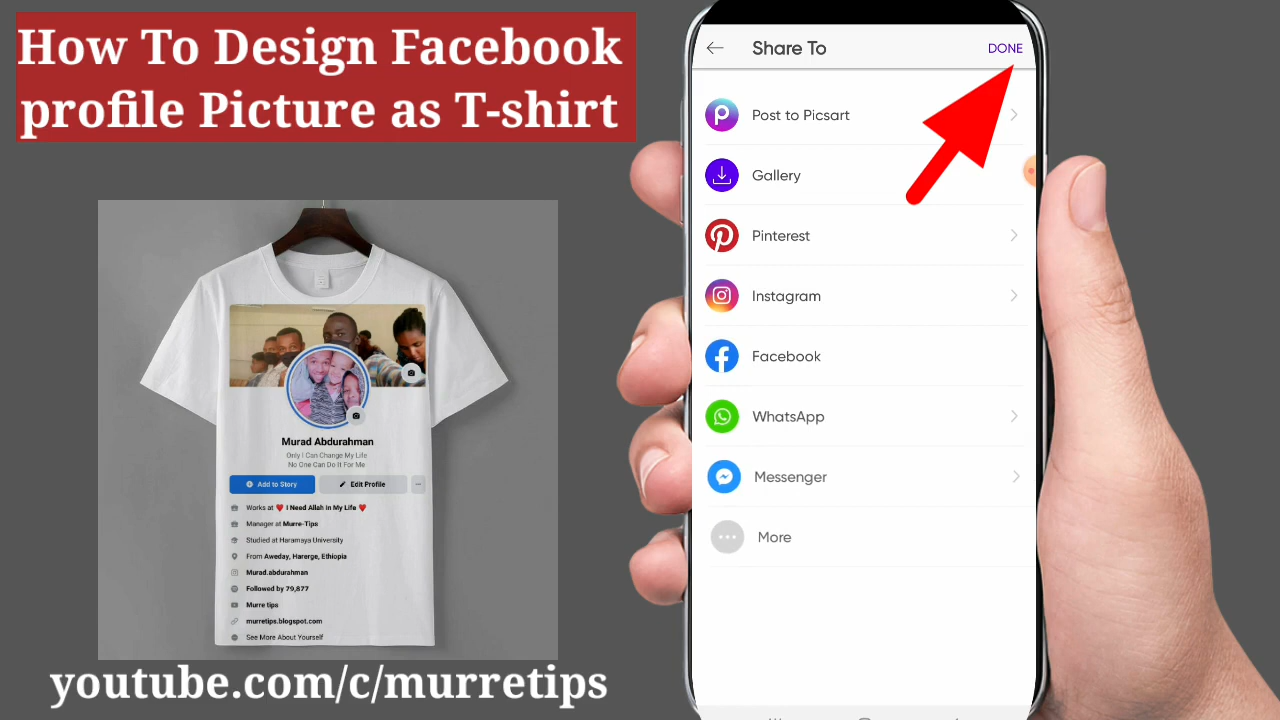 How To Design Facebook
profile Picture as T-shirt
Murad Abdurahman
Only I Can Change My Life
No One Can Do It For Me
Add to Story
Edit Profile
Works at ❤️ I Need Allah in My Life ❤️
Manager at Murre-Tips
Studied at Haramaya University
From Aweday, Harerge, Ethiopia
Murad.abdurahman
Followed by 79,877
Murre tips
murretips.blogspot.com
See More About Yourself
youtube.com/c/murretips
Share To
DONE
Post to Picsart
Gallery
Pinterest
Instagram
Facebook
WhatsApp
Messenger
More